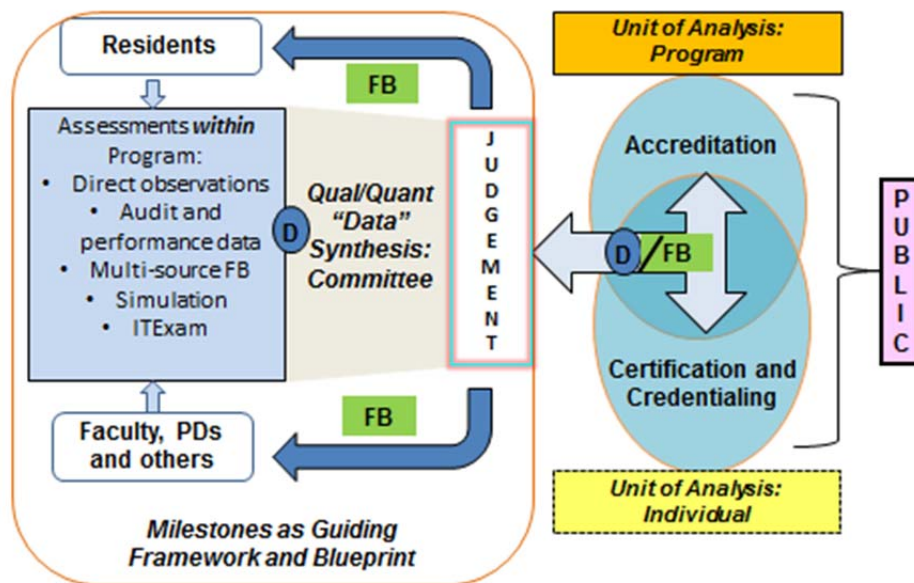 Residents
FB
Assessments within
Program:
• Direct observations
• Audit and
performance data
• Multi-source FB
• Simulation
• ITExam
D
Qual/Quant
“Data”
Synthesis:
Committee
J
U
D
G
E
M
E
N
T
FB
Faculty, PDs
and others
Milestones as Guiding
Framework and Blueprint
Unit of Analysis:
Program
Accreditation
D/FB
Certification and
Credentialing
Unit of Analysis:
Individual
P
U
B
L
I
C